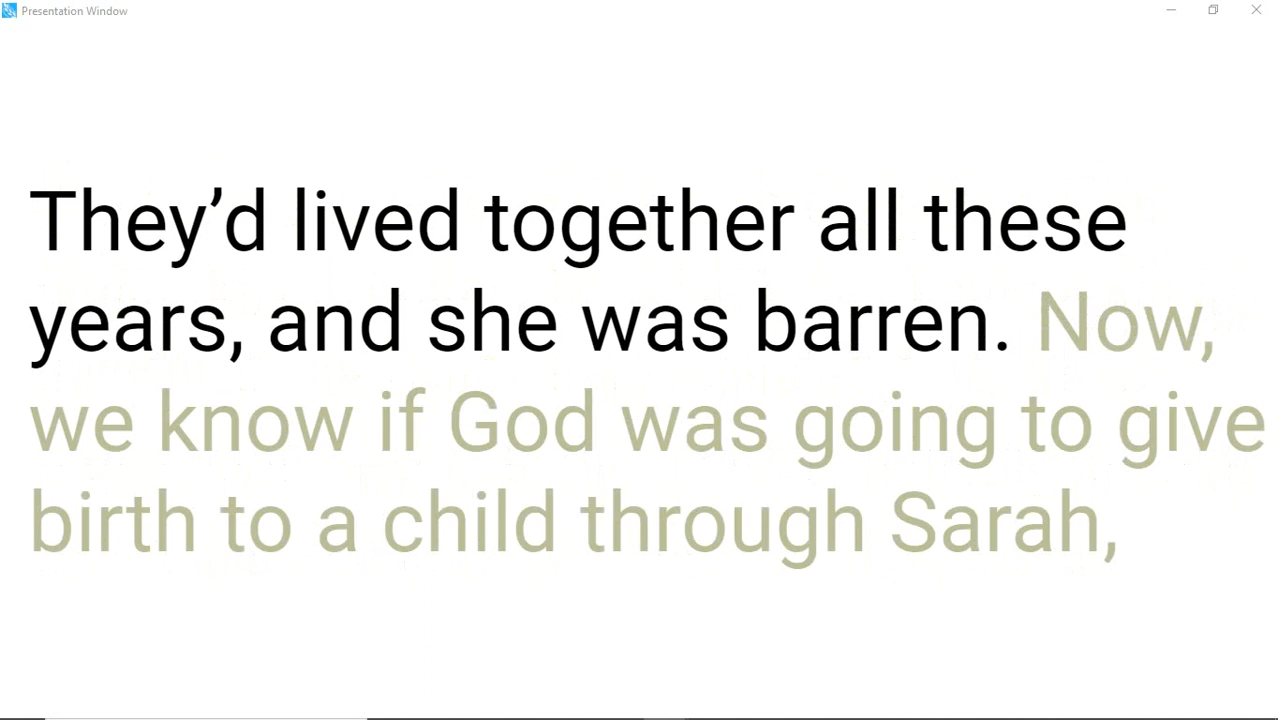 Presentation Window
They’d lived together all these
years, and she was barren. Now,
we know if God was going to give
birth to a child through Sarah,